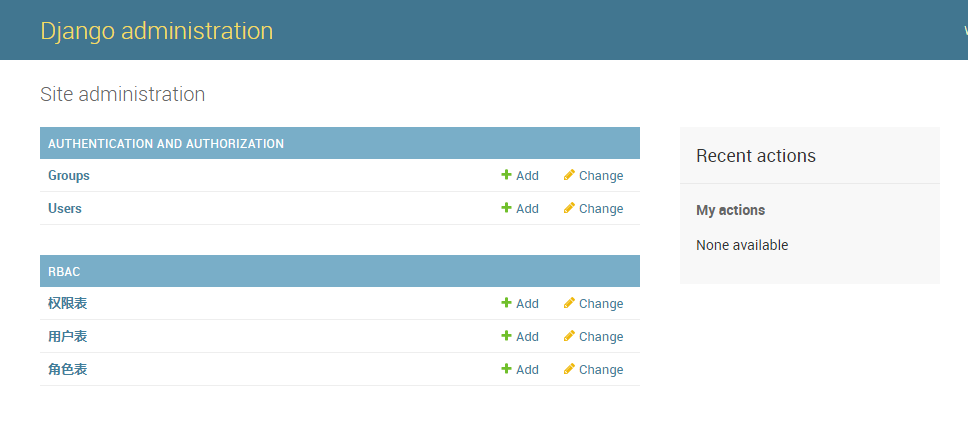 Django administration
Site administration
AUTHENTICATION AND AUTHORIZATION
Groups Add Change
Users Add Change
RBAC
权限表 Add Change
用户表 Add Change
角色表 Add Change
Recent actions
My actions
None available